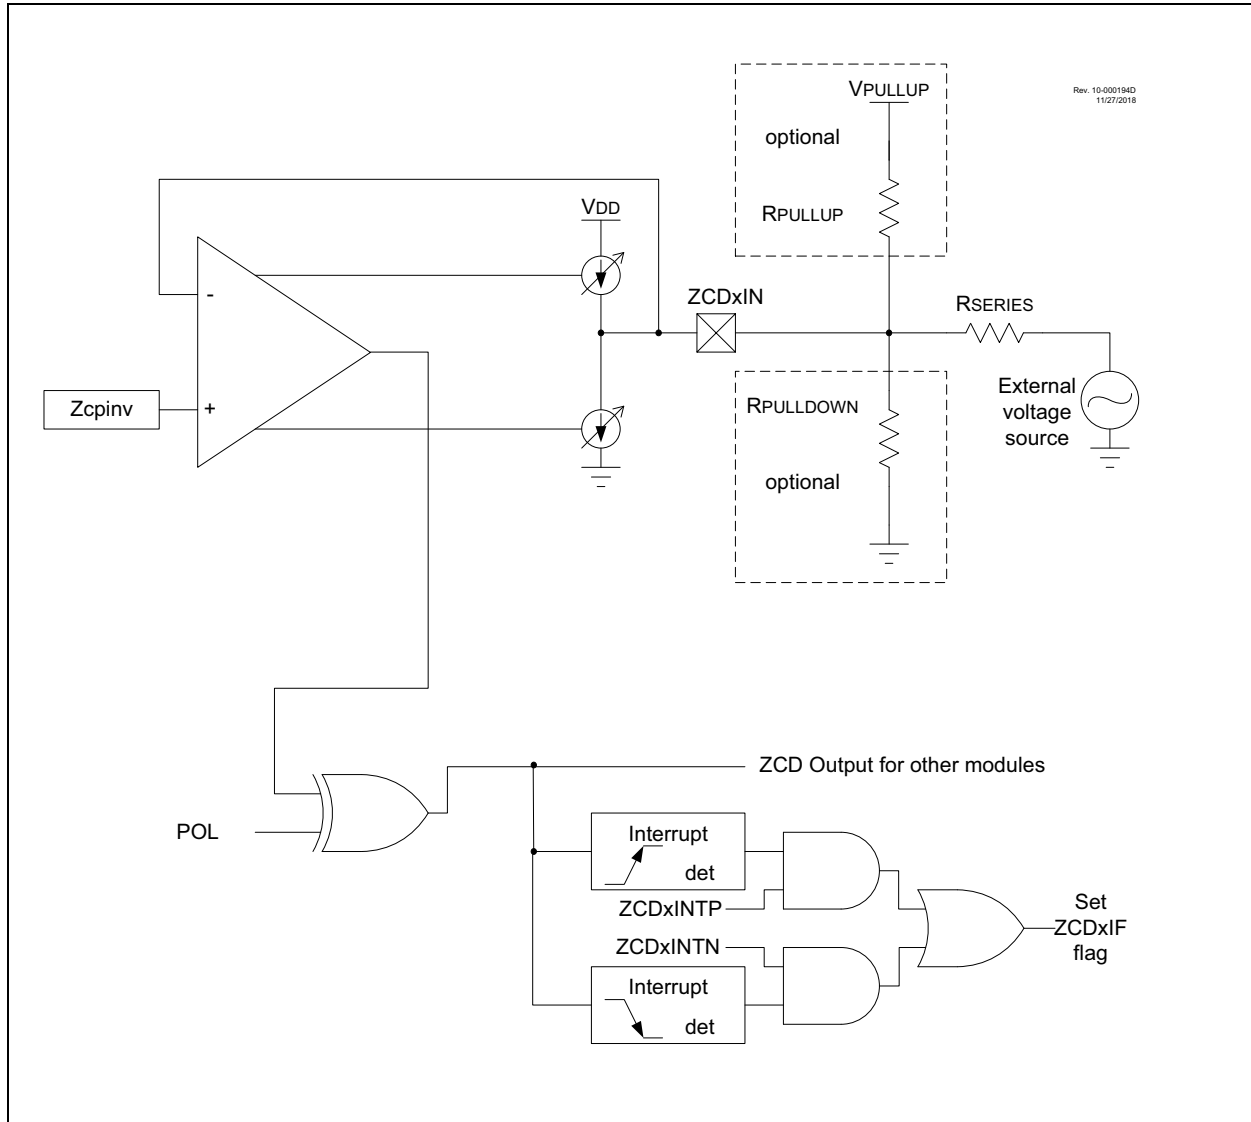 VPULLUP
Rev. 10-000194D
11/27/2018
optional
RPULLUP
VDD
ZCDxIN
RSERIES
-
Zcpinv
+
RPULLDOWN
External
voltage
source
optional
ZCD Output for other modules
POL
Interrupt
det
ZCDxINTP
Set
ZCDxIF
flag
ZCDxINTN
Interrupt
det